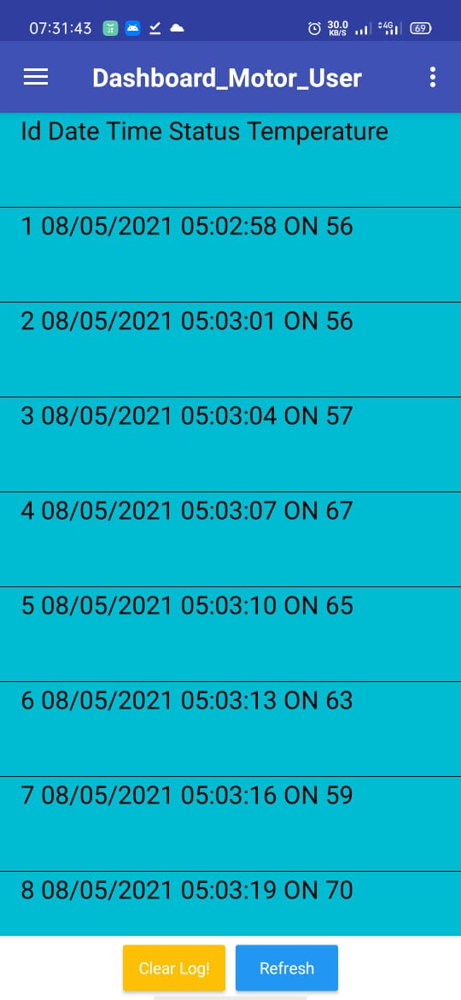 07:31:43 30.0 KB/S 4G 69
Dashboard_Motor_User
Id Date Time Status Temperature
1 08/05/2021 05:02:58 ON 56
2 08/05/2021 05:03:01 ON 56
3 08/05/2021 05:03:04 ON 57
4 08/05/2021 05:03:07 ON 67
5 08/05/2021 05:03:10 ON 65
6 08/05/2021 05:03:13 ON 63
7 08/05/2021 05:03:16 ON 59
8 08/05/2021 05:03:19 ON 70
Clear Log! Refresh